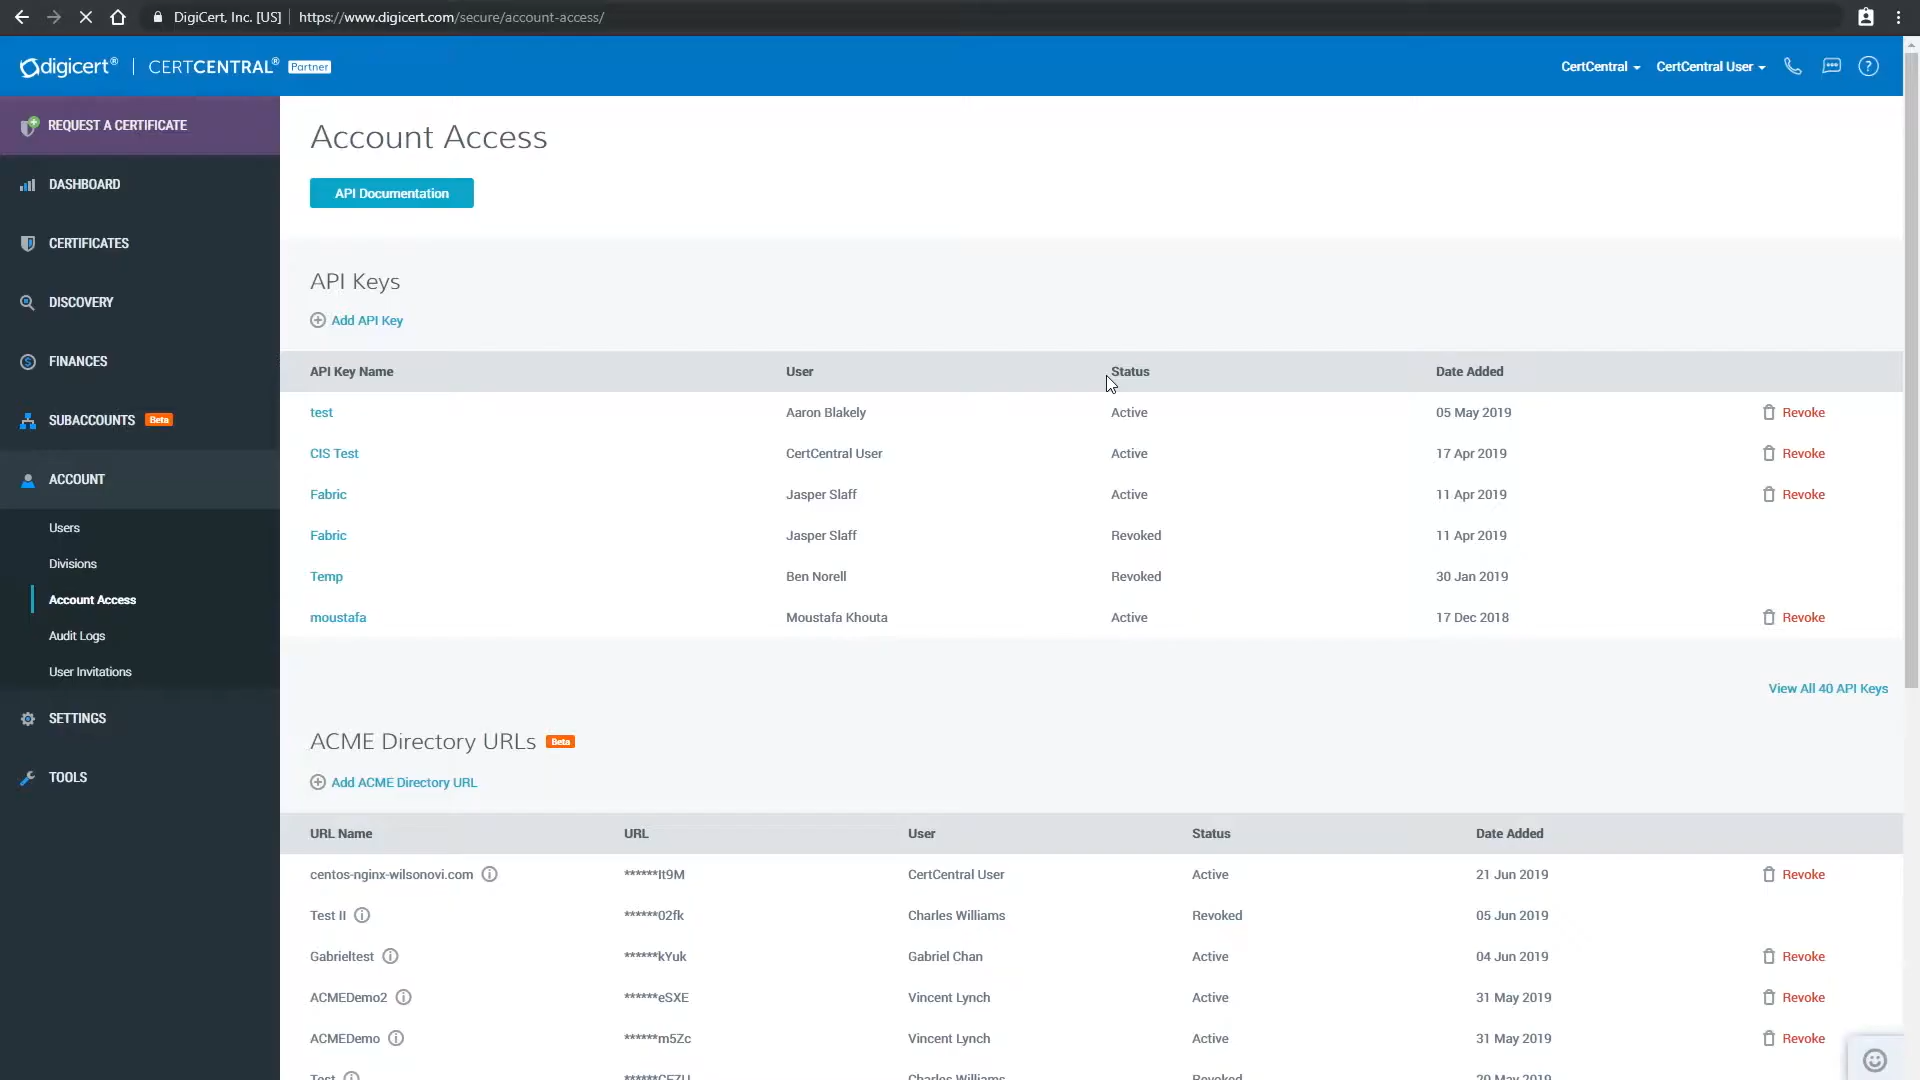 DigiCert, Inc. [US] | https://www.digicert.com/secure/account-access/
digicert® | CERTCENTRAL® Partner
CertCentral
CertCentral User
REQUEST A CERTIFICATE
DASHBOARD
CERTIFICATES
DISCOVERY
FINANCES
SUBACCOUNTS Beta
ACCOUNT
Users
Divisions
Account Access
Audit Logs
User Invitations
SETTINGS
TOOLS
Account Access
API Documentation
API Keys
Add API Key
API Key Name User Status Date Added
test Aaron Blakely Active 05 May 2019 Revoke
CIS Test CertCentral User Active 17 Apr 2019 Revoke
Fabric Jasper Slaff Active 11 Apr 2019 Revoke
Fabric Jasper Slaff Revoked 11 Apr 2019
Temp Ben Norell Revoked 30 Jan 2019
moustafa Moustafa Khouta Active 17 Dec 2018 Revoke
View All 40 API Keys
ACME Directory URLs Beta
Add ACME Directory URL
URL Name URL User Status Date Added
centos-nginx-wilsonovi.com ******It9M CertCentral User Active 21 Jun 2019 Revoke
Test II ******02fk Charles Williams Revoked 05 Jun 2019
Gabrieltest ******kYuk Gabriel Chan Active 04 Jun 2019 Revoke
ACMEDemo2 ******eSXE Vincent Lynch Active 31 May 2019 Revoke
ACMEDemo ******m5Zc Vincent Lynch Active 31 May 2019 Revoke
Test Charles Williams Revoked May 2019